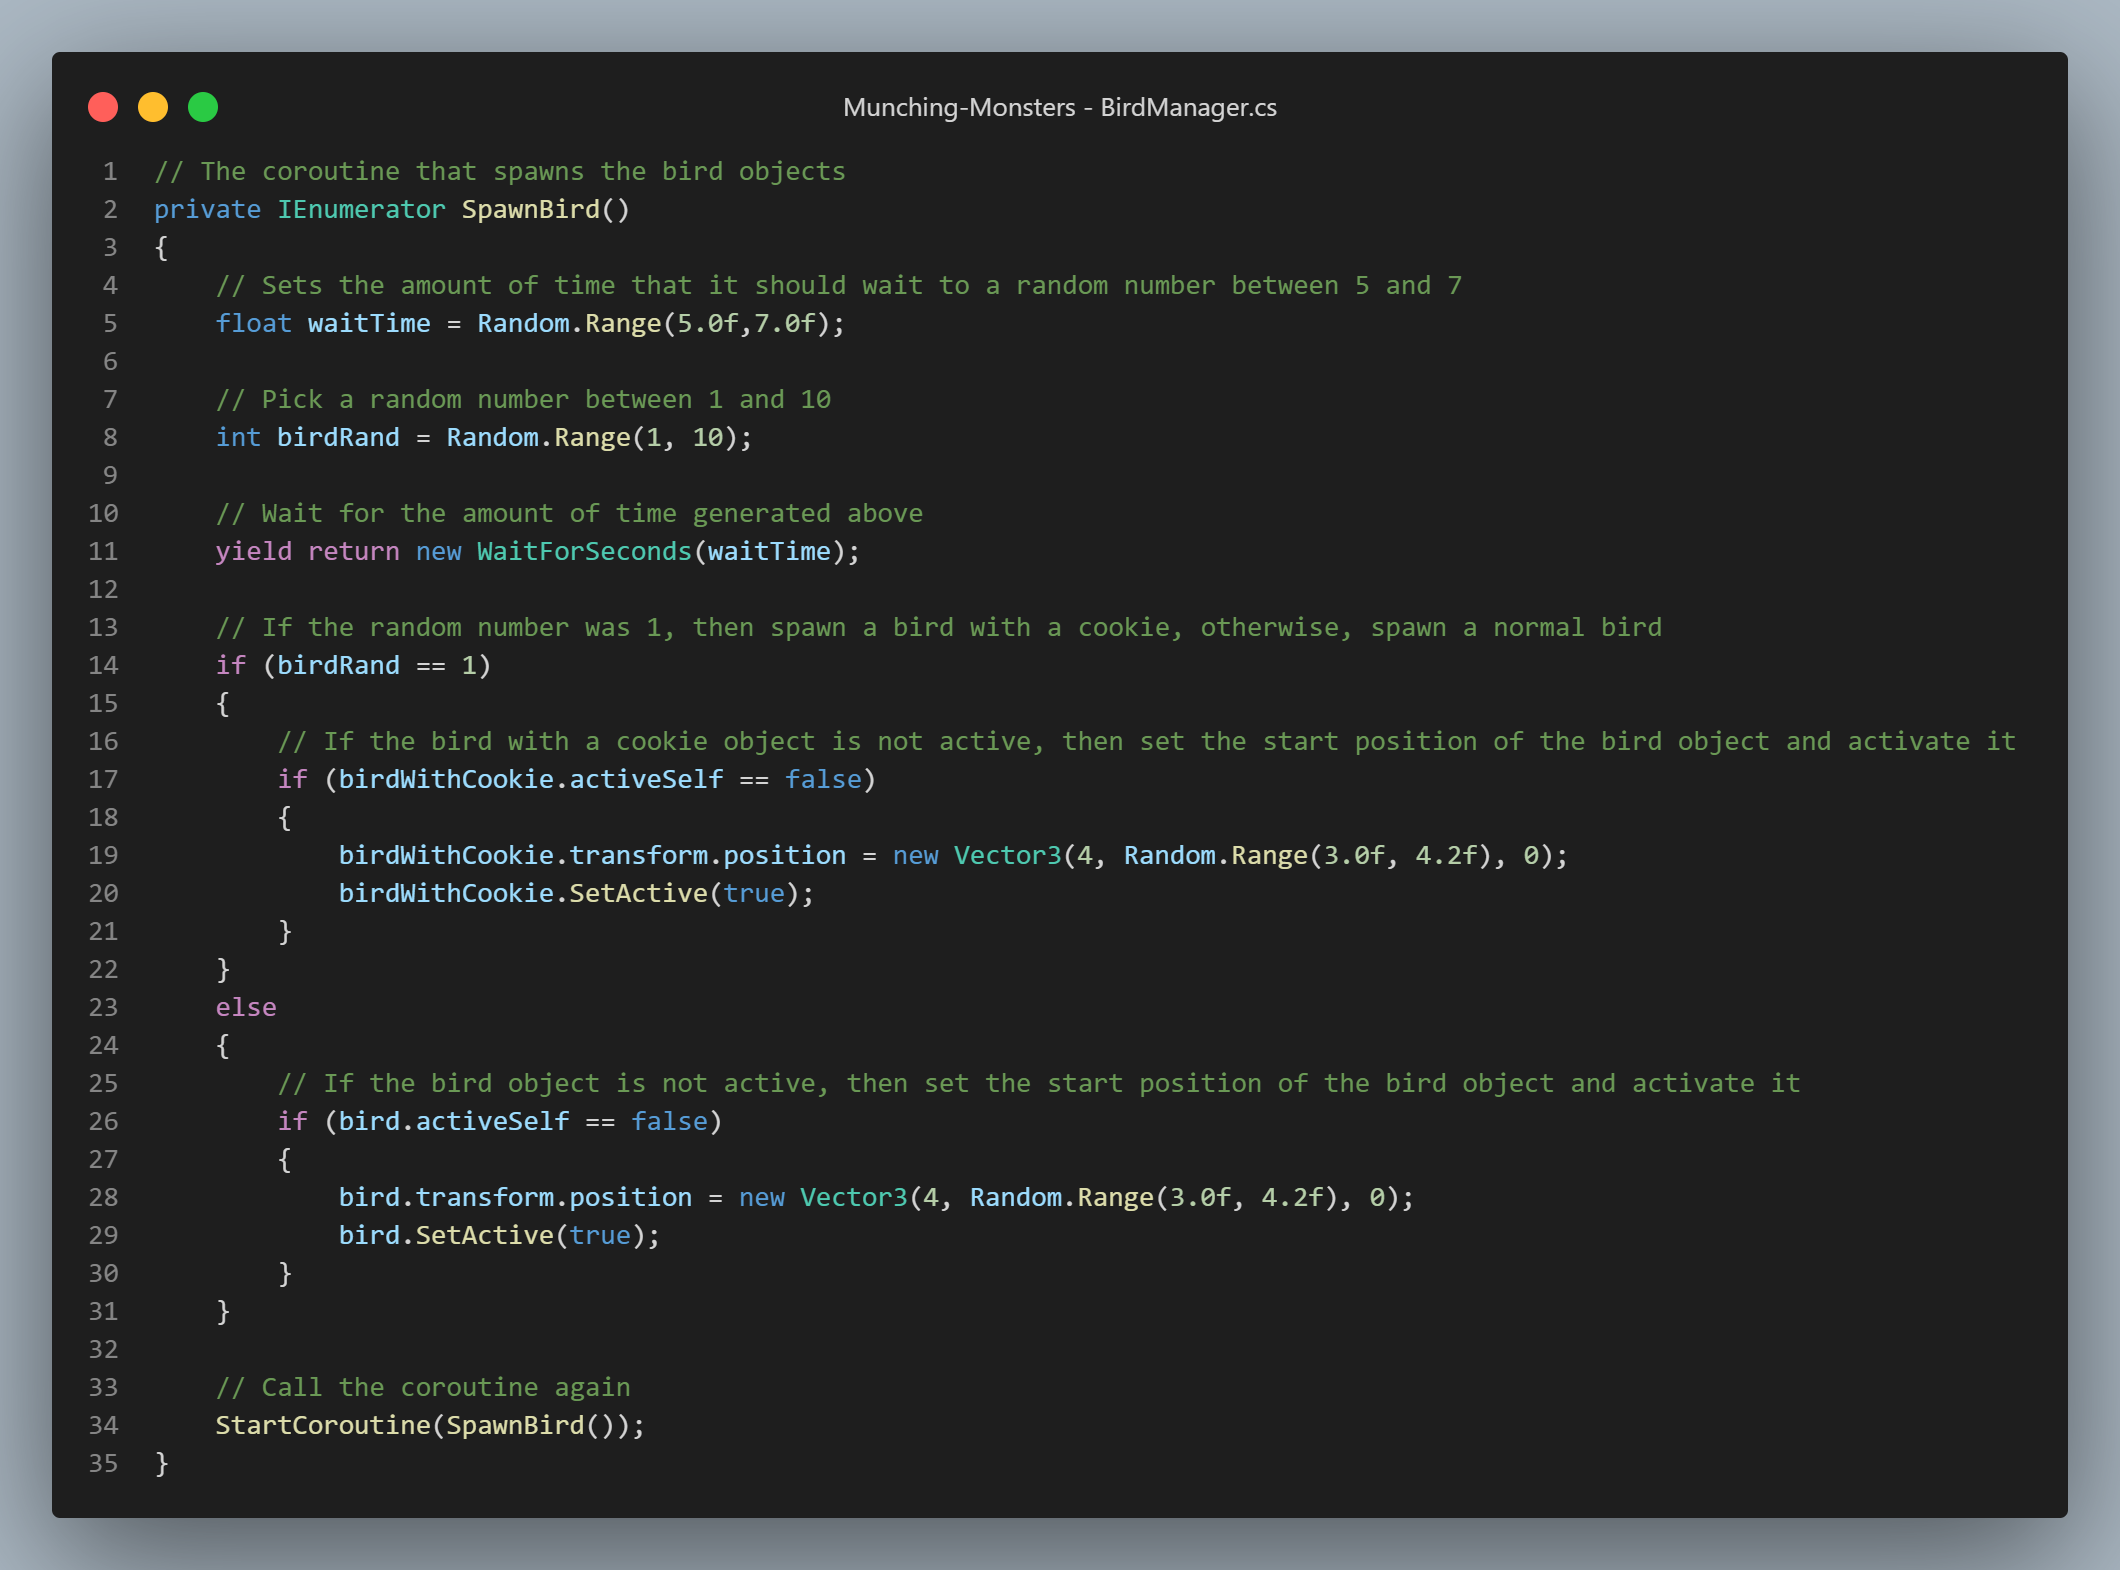 Munching-Monsters - BirdManager.cs
1 // The coroutine that spawns the bird objects
2 private IEnumerator SpawnBird()
3 {
4     // Sets the amount of time that it should wait to a random number between 5 and 7
5     float waitTime = Random.Range(5.0f,7.0f);
6
7     // Pick a random number between 1 and 10
8     int birdRand = Random.Range(1, 10);
9
10     // Wait for the amount of time generated above
11     yield return new WaitForSeconds(waitTime);
12
13     // If the random number was 1, then spawn a bird with a cookie, otherwise, spawn a normal bird
14     if (birdRand == 1)
15     {
16         // If the bird with a cookie object is not active, then set the start position of the bird object and activate it
17         if (birdWithCookie.activeSelf == false)
18         {
19             birdWithCookie.transform.position = new Vector3(4, Random.Range(3.0f, 4.2f), 0);
20             birdWithCookie.SetActive(true);
21         }
22     }
23     else
24     {
25         // If the bird object is not active, then set the start position of the bird object and activate it
26         if (bird.activeSelf == false)
27         {
28             bird.transform.position = new Vector3(4, Random.Range(3.0f, 4.2f), 0);
29             bird.SetActive(true);
30         }
31     }
32
33     // Call the coroutine again
34     StartCoroutine(SpawnBird());
35 }